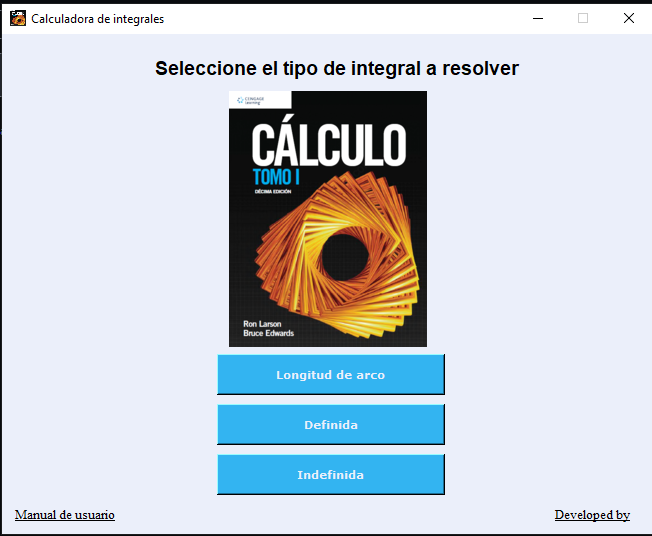 Calculadora de integrales
Seleccione el tipo de integral a resolver
CENGAGE
Learning
CÁLCULO
TOMO I
DÉCIMA EDICIÓN
Ron Larson
Bruce Edwards
Longitud de arco
Definida
Indefinida
Manual de usuario
Developed by